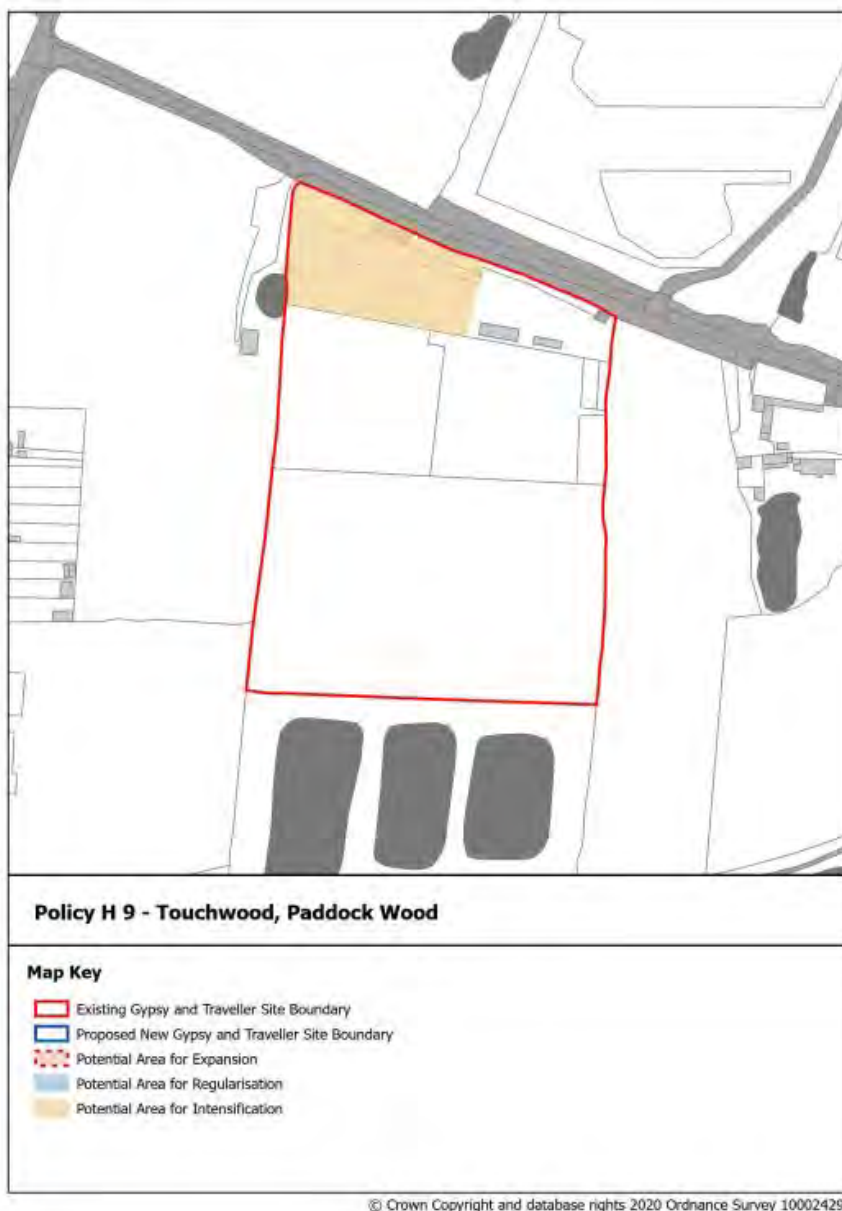 Policy H 9 - Touchwood, Paddock Wood
Map Key
Existing Gypsy and Traveller Site Boundary
Proposed New Gypsy and Traveller Site Boundary
Potential Area for Expansion
Potential Area for Regularisation
Potential Area for Intensification
© Crown Copyright and database rights 2020 Ordnance Survey 10002429